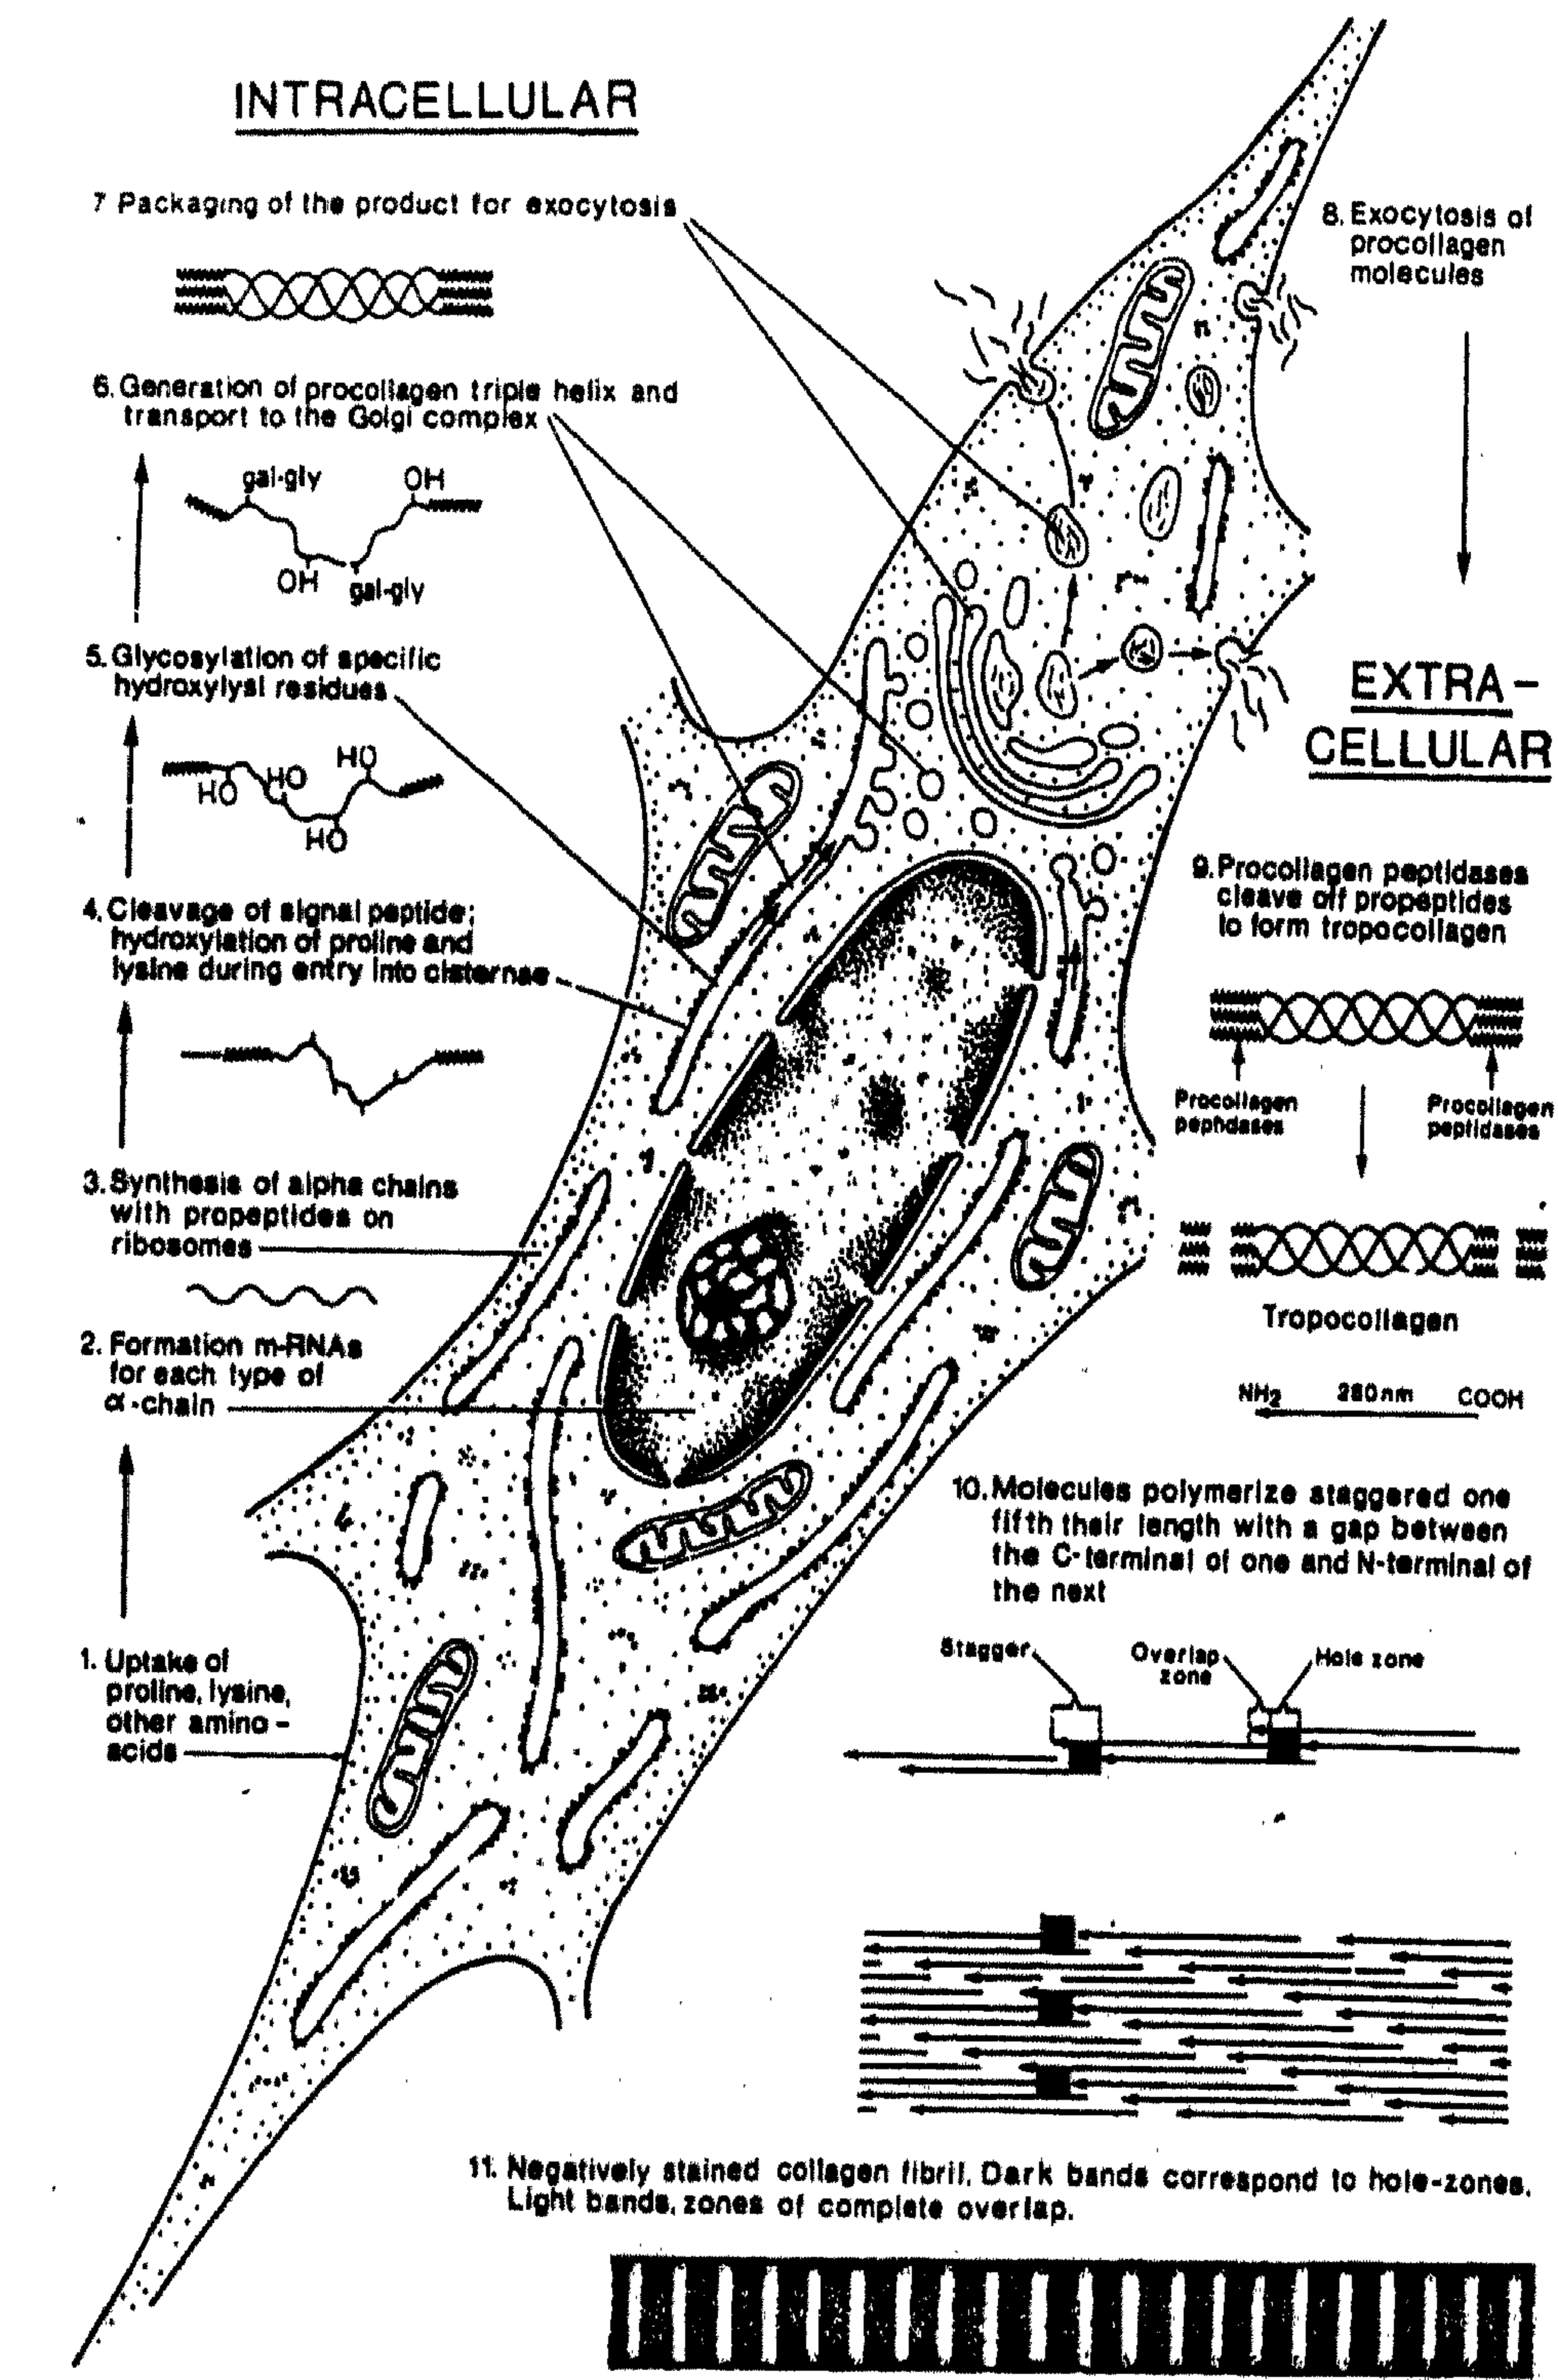 INTRACELLULAR
7 Packaging of the product for exocytosis
6. Generation of procollagen triple helix and
transport to the Golgi complex
gal-gly
OH
OH
gal-gly
5. Glycosylation of specific
hydroxylysl residues
HO
HO
HO
HO
4. Cleavage of signal peptide;
hydroxylation of proline and
lysine during entry into cisternae
3. Synthesis of alpha chains
with propeptides on
ribosomes
2. Formation m-RNAs
for each type of
α-chain
1. Uptake of
proline, lysine,
other amino-
acids
8. Exocytosis of
procollagen
molecules
EXTRA-
CELLULAR
9. Procollagen peptidases
cleave off propeptides
to form tropocollagen
Procollagen
peptidases
Procollagen
peptidases
Tropocollagen
NH2 280nm COOH
10. Molecules polymerize staggered one
fifth their length with a gap between
the C-terminal of one and N-terminal of
the next
Stagger
Overlap
zone
Hole zone
11. Negatively stained collagen fibril. Dark bands correspond to hole-zones.
Light bands, zones of complete overlap.